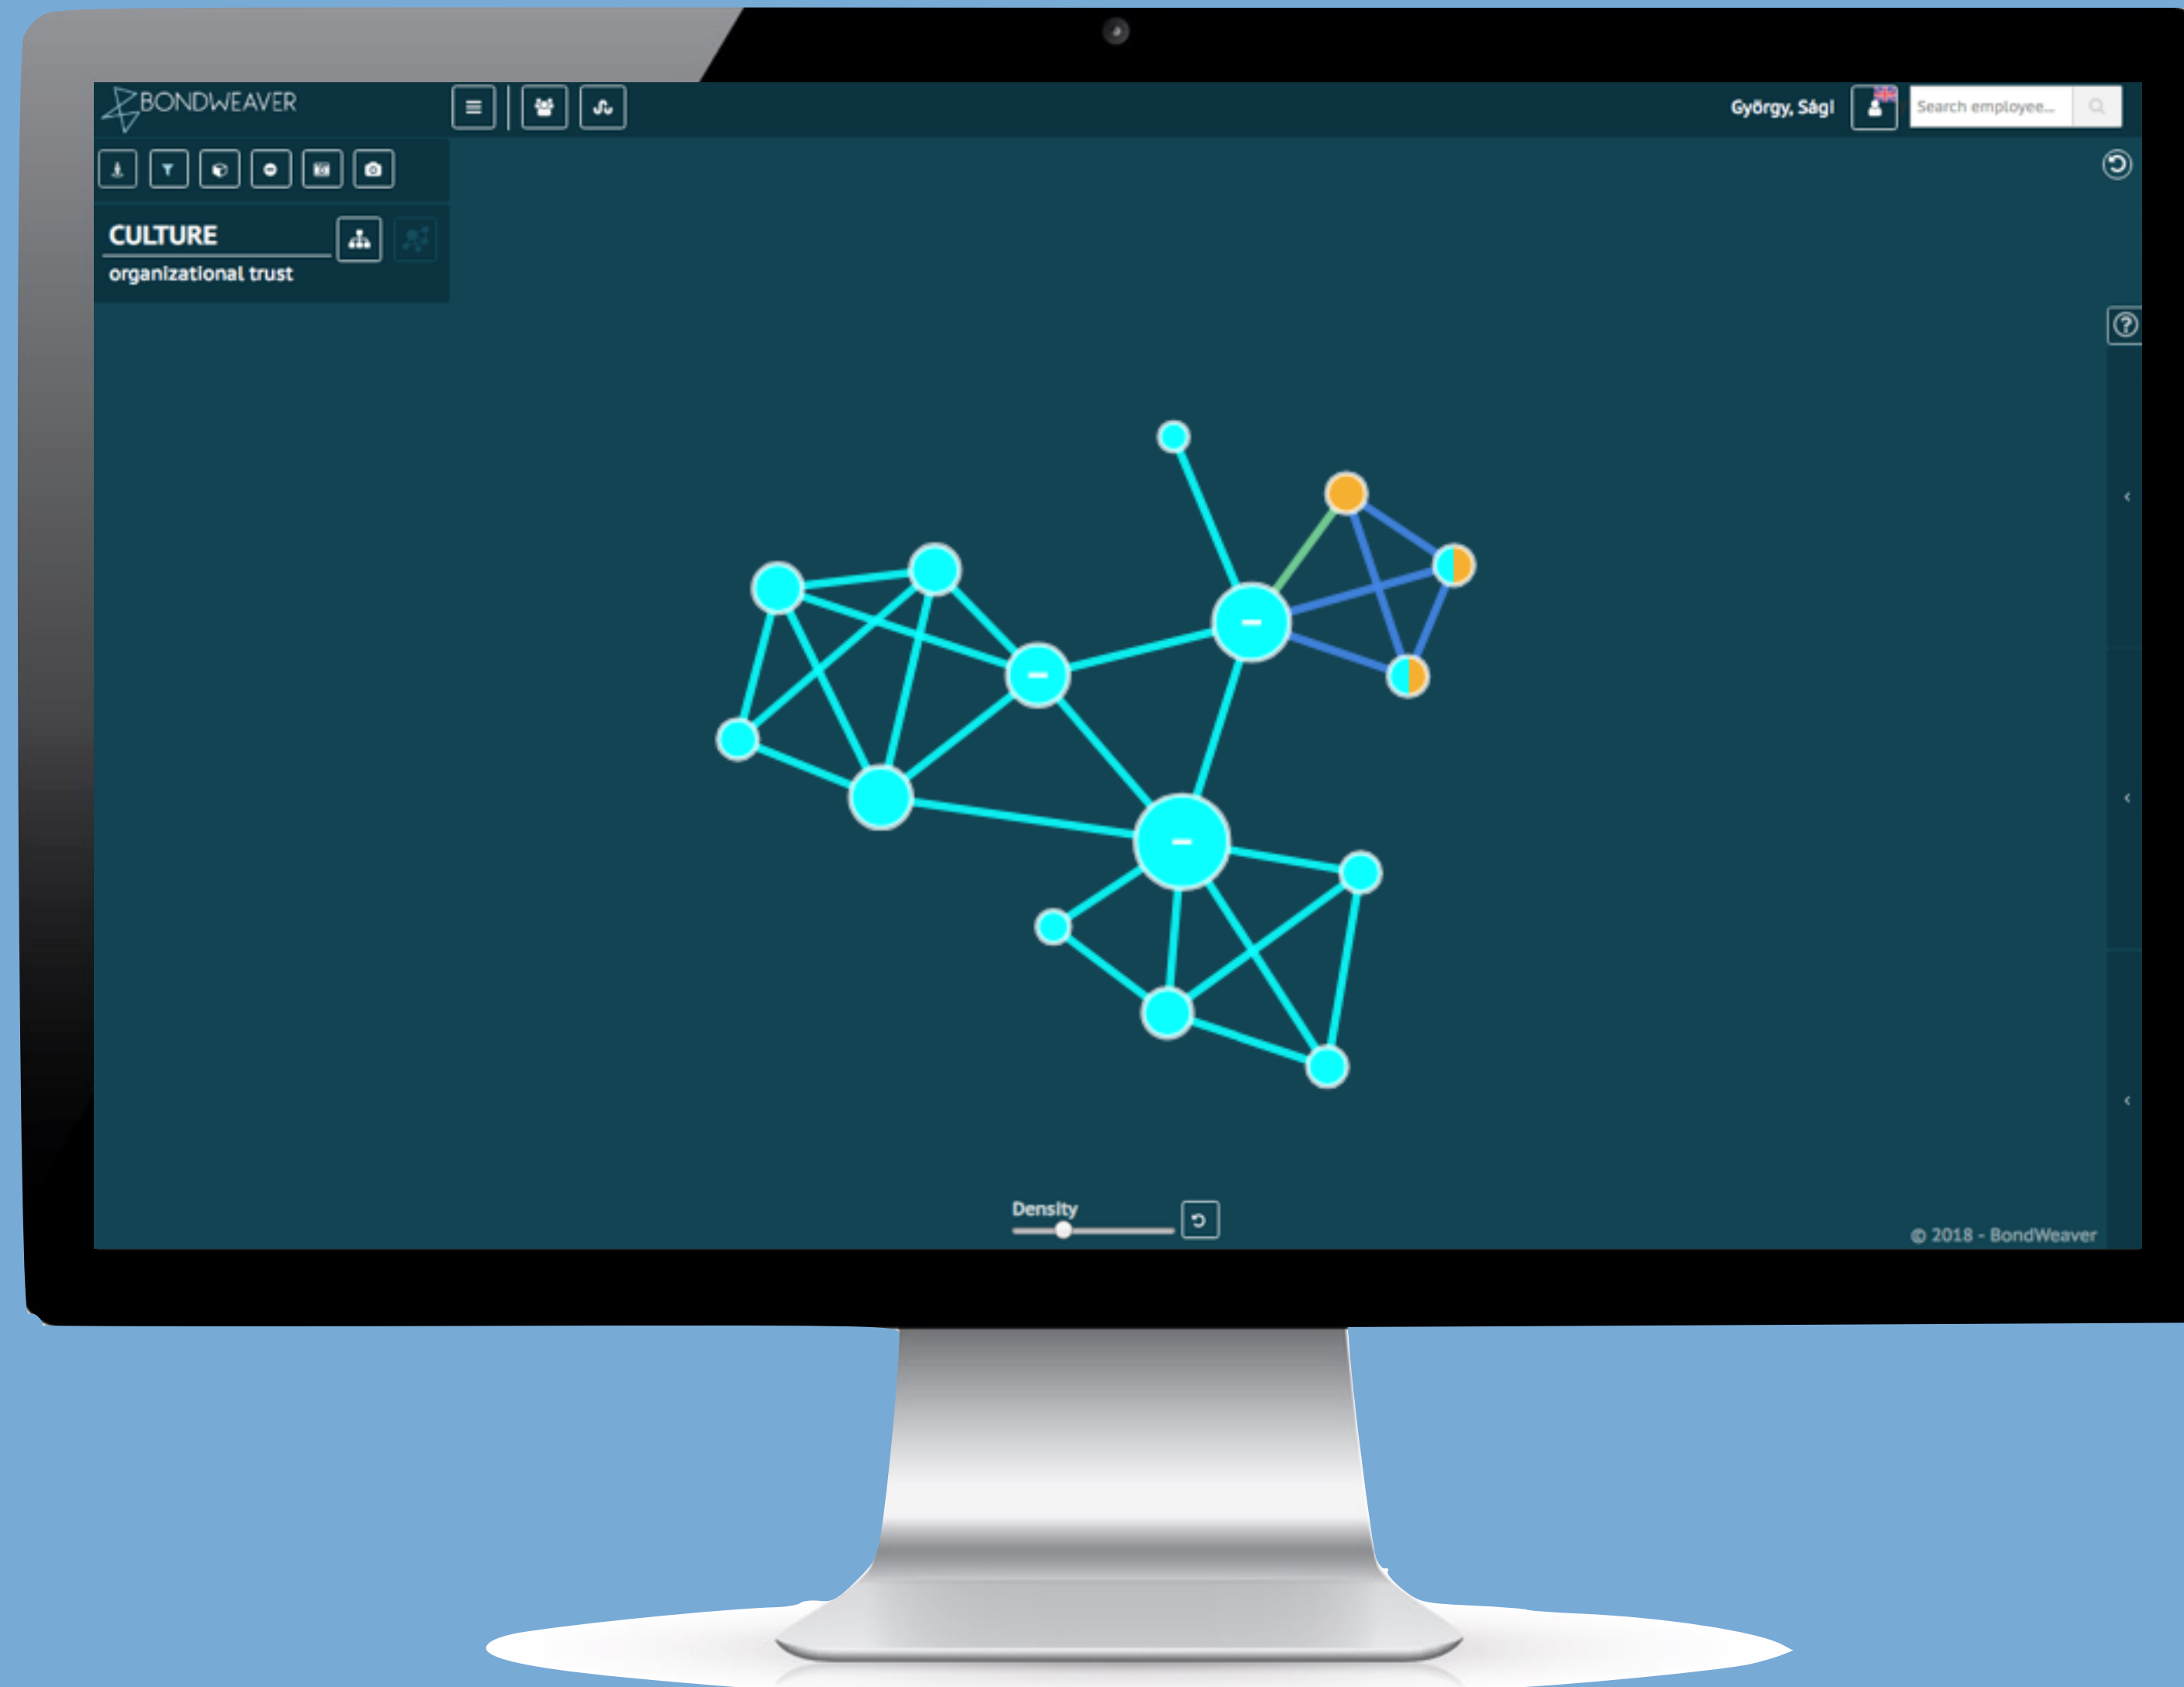 BONDWEAVER
György, Sági
Search employee...
CULTURE
organizational trust
Density
© 2018 - BondWeaver